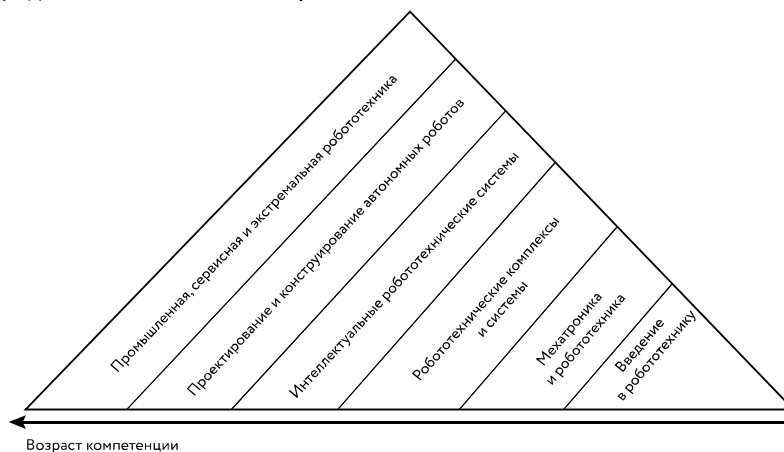 Промышленная, сервисная и экстремальная робототехника
Проектирование и конструирование автономных роботов
Интеллектуальные робототехнические системы
Робототехнические комплексы
и системы
Мехатроника
и робототехника
Введение
в робототехнику
Возраст компетенции